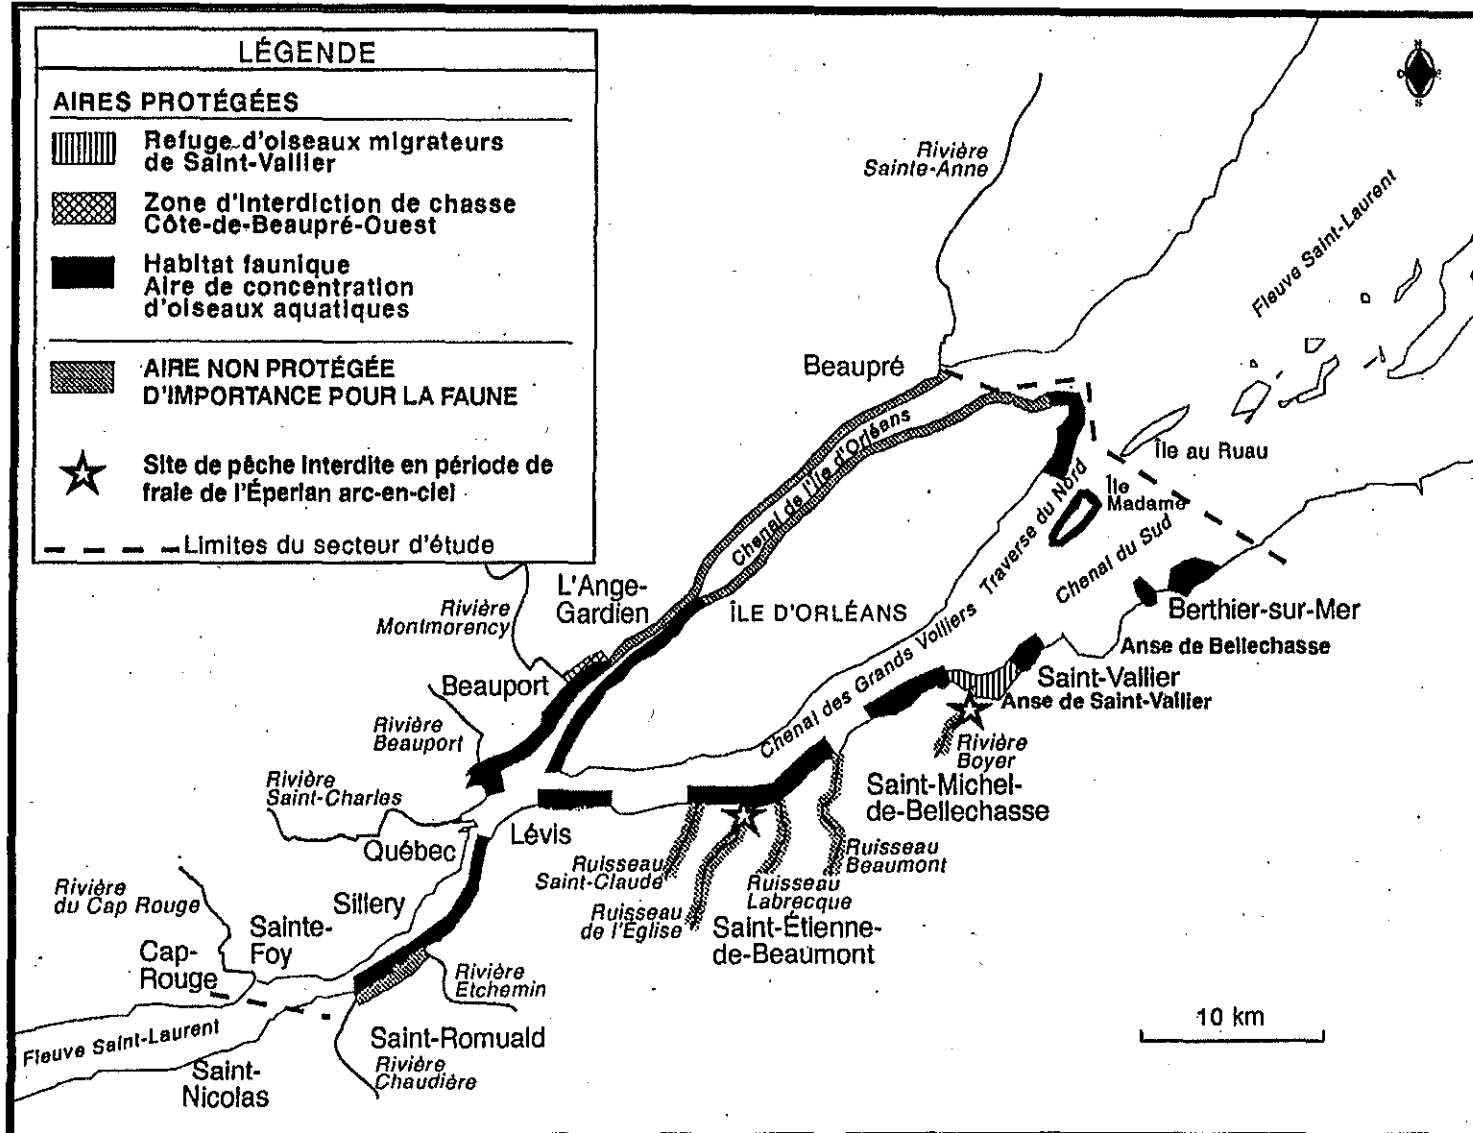 LÉGENDE
AIRES PROTÉGÉES
Refuge d'oiseaux migrateurs
de Saint-Vallier
Zone d'Interdiction de chasse
Côte-de-Beaupré-Ouest
Habitat faunique
Aire de concentration
d'oiseaux aquatiques
AIRE NON PROTÉGÉE
D'IMPORTANCE POUR LA FAUNE
Site de pêche interdite en période de
fraie de l'Éperlan arc-en-ciel
Limites du secteur d'étude
N
O
E
S
Rivière
Sainte-Anne
Fleuve Saint-Laurent
Beaupré
Chenal de l'Île d'Orléans
Île au Ruau
Île
Madame
Traverse du Nord
Chenal du Sud
L'Ange-
Gardien
Rivière
Montmorency
ÎLE D'ORLÉANS
Berthier-sur-Mer
Anse de Bellechasse
Chenal des Grands Voiliers
Beauport
Saint-Vallier
Anse de Saint-Vallier
Rivière
Beauport
Rivière
Boyer
Rivière
Saint-Charles
Saint-Michel-
de-Bellechasse
Québec
Lévis
Ruisseau
Beaumont
Ruisseau
Saint-Claude
Ruisseau
Labrecque
Rivière
du Cap Rouge
Sillery
Ruisseau
de l'Église
Saint-Étienne-
de-Beaumont
Sainte-
Foy
Cap-
Rouge
Rivière
Etchemin
10 km
Fleuve Saint-Laurent
Saint-Romuald
Saint-
Nicolas
Rivière
Chaudière